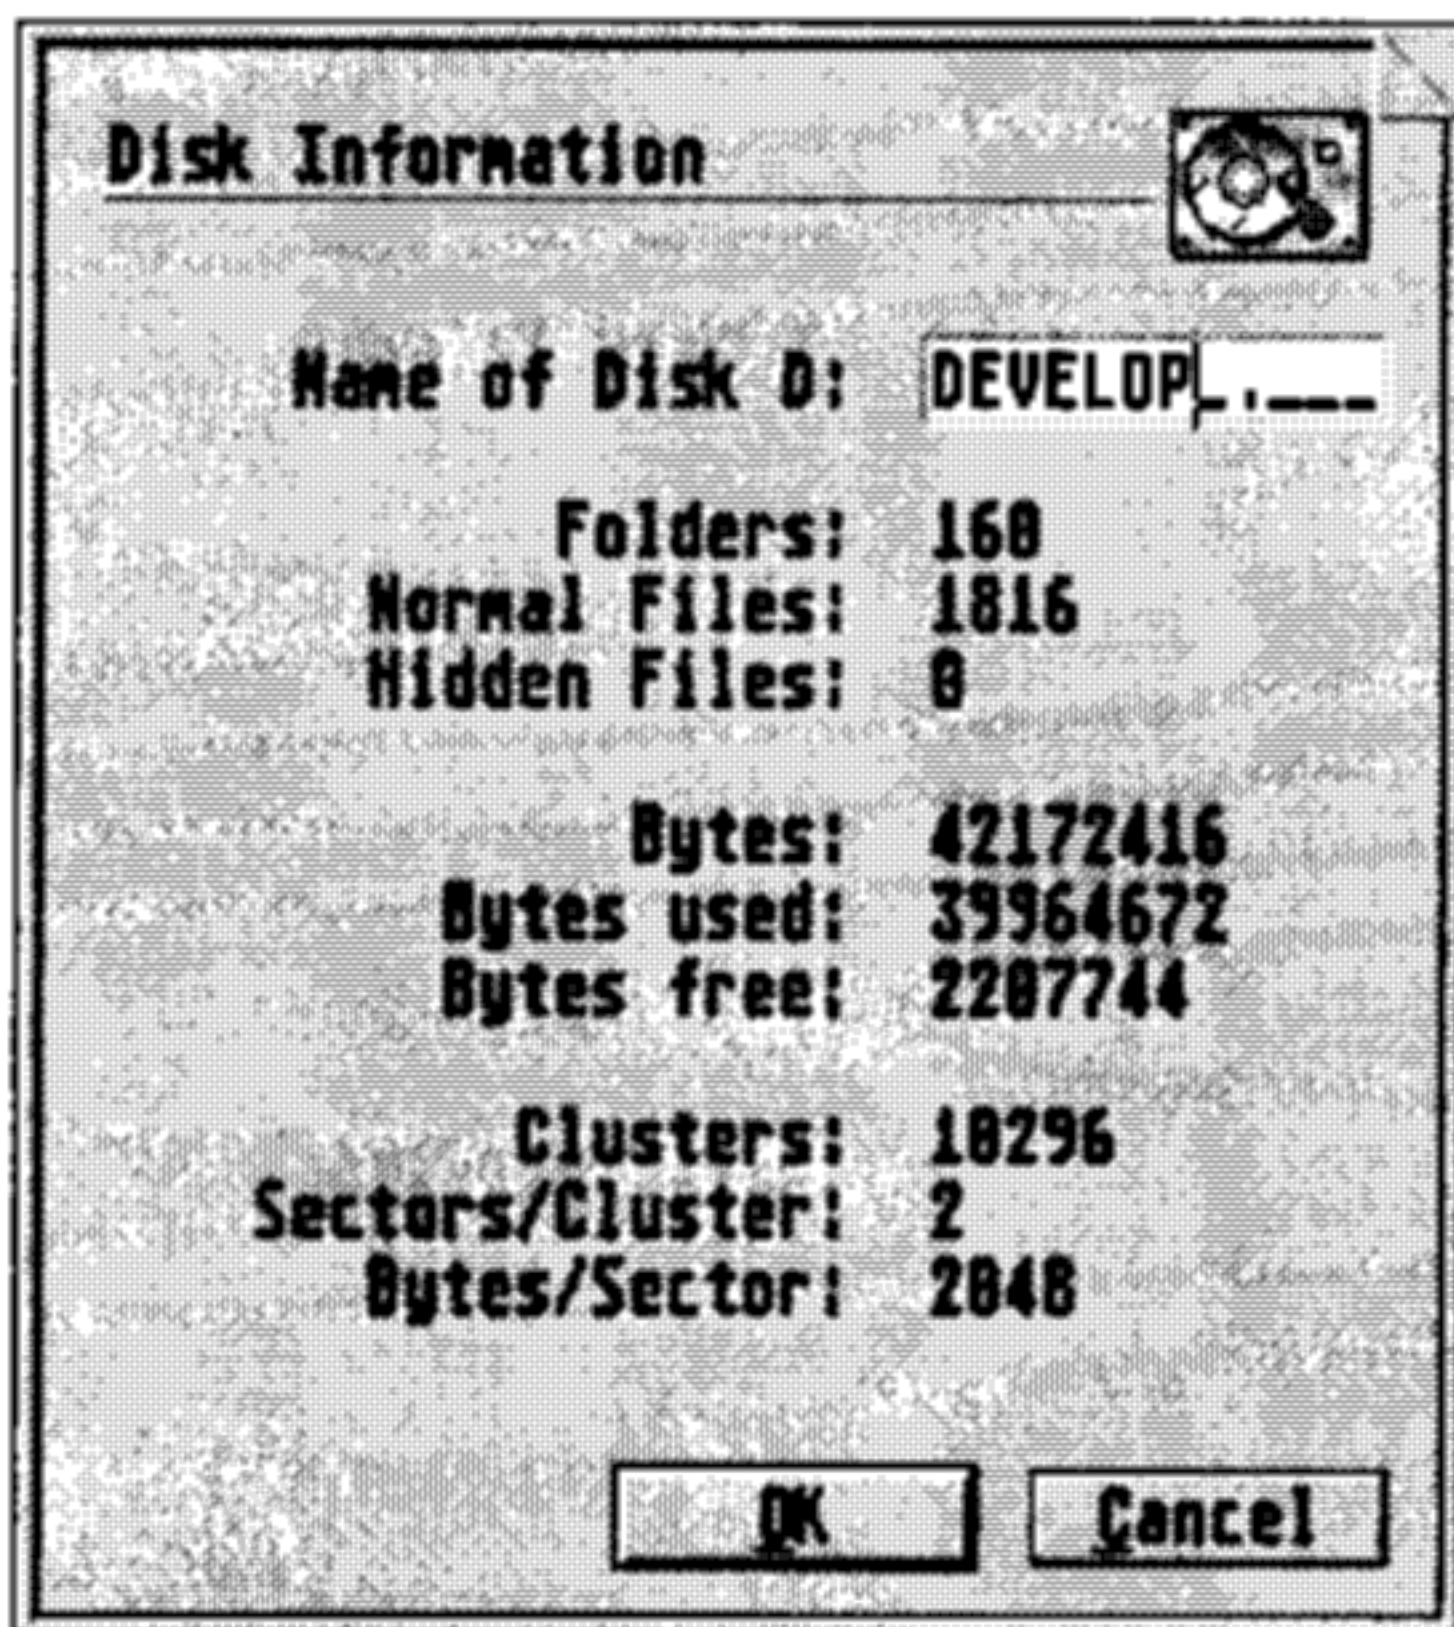 Disk Information
Name of Disk D: DEVELOP_.___
Folders: 160
Normal Files: 1816
Hidden Files: 0
Bytes: 42172416
Bytes used: 39964672
Bytes free: 2207744
Clusters: 10296
Sectors/Cluster: 2
Bytes/Sector: 2048
OK Cancel